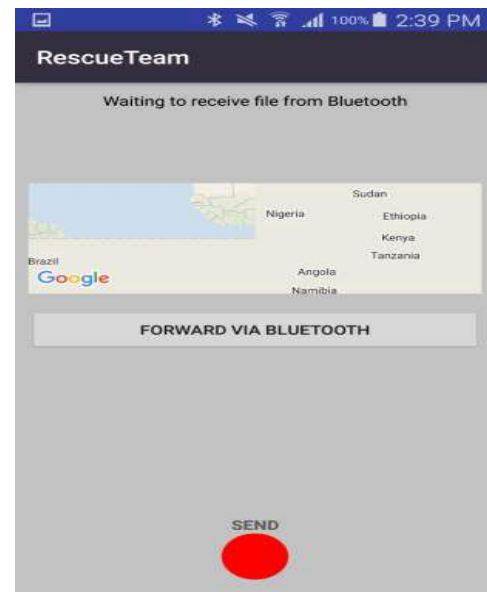 100% 2:39 PM
RescueTeam
Waiting to receive file from Bluetooth
Sudan
Nigeria Ethiopia
Kenya
Brazil Tanzania
Google Angola
Namibia
FORWARD VIA BLUETOOTH
SEND